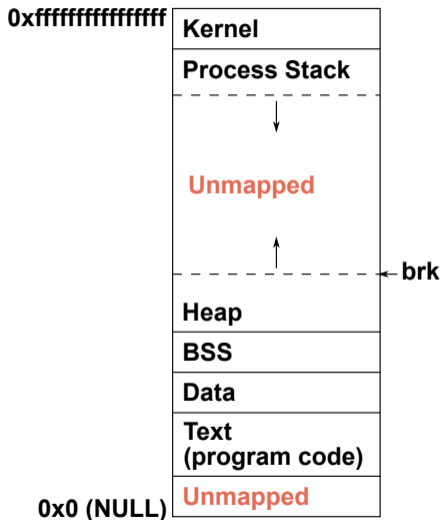 0xffffffffffffffff
Kernel
Process Stack
Unmapped
brk
Heap
BSS
Data
Text
(program code)
Unmapped
0x0 (NULL)